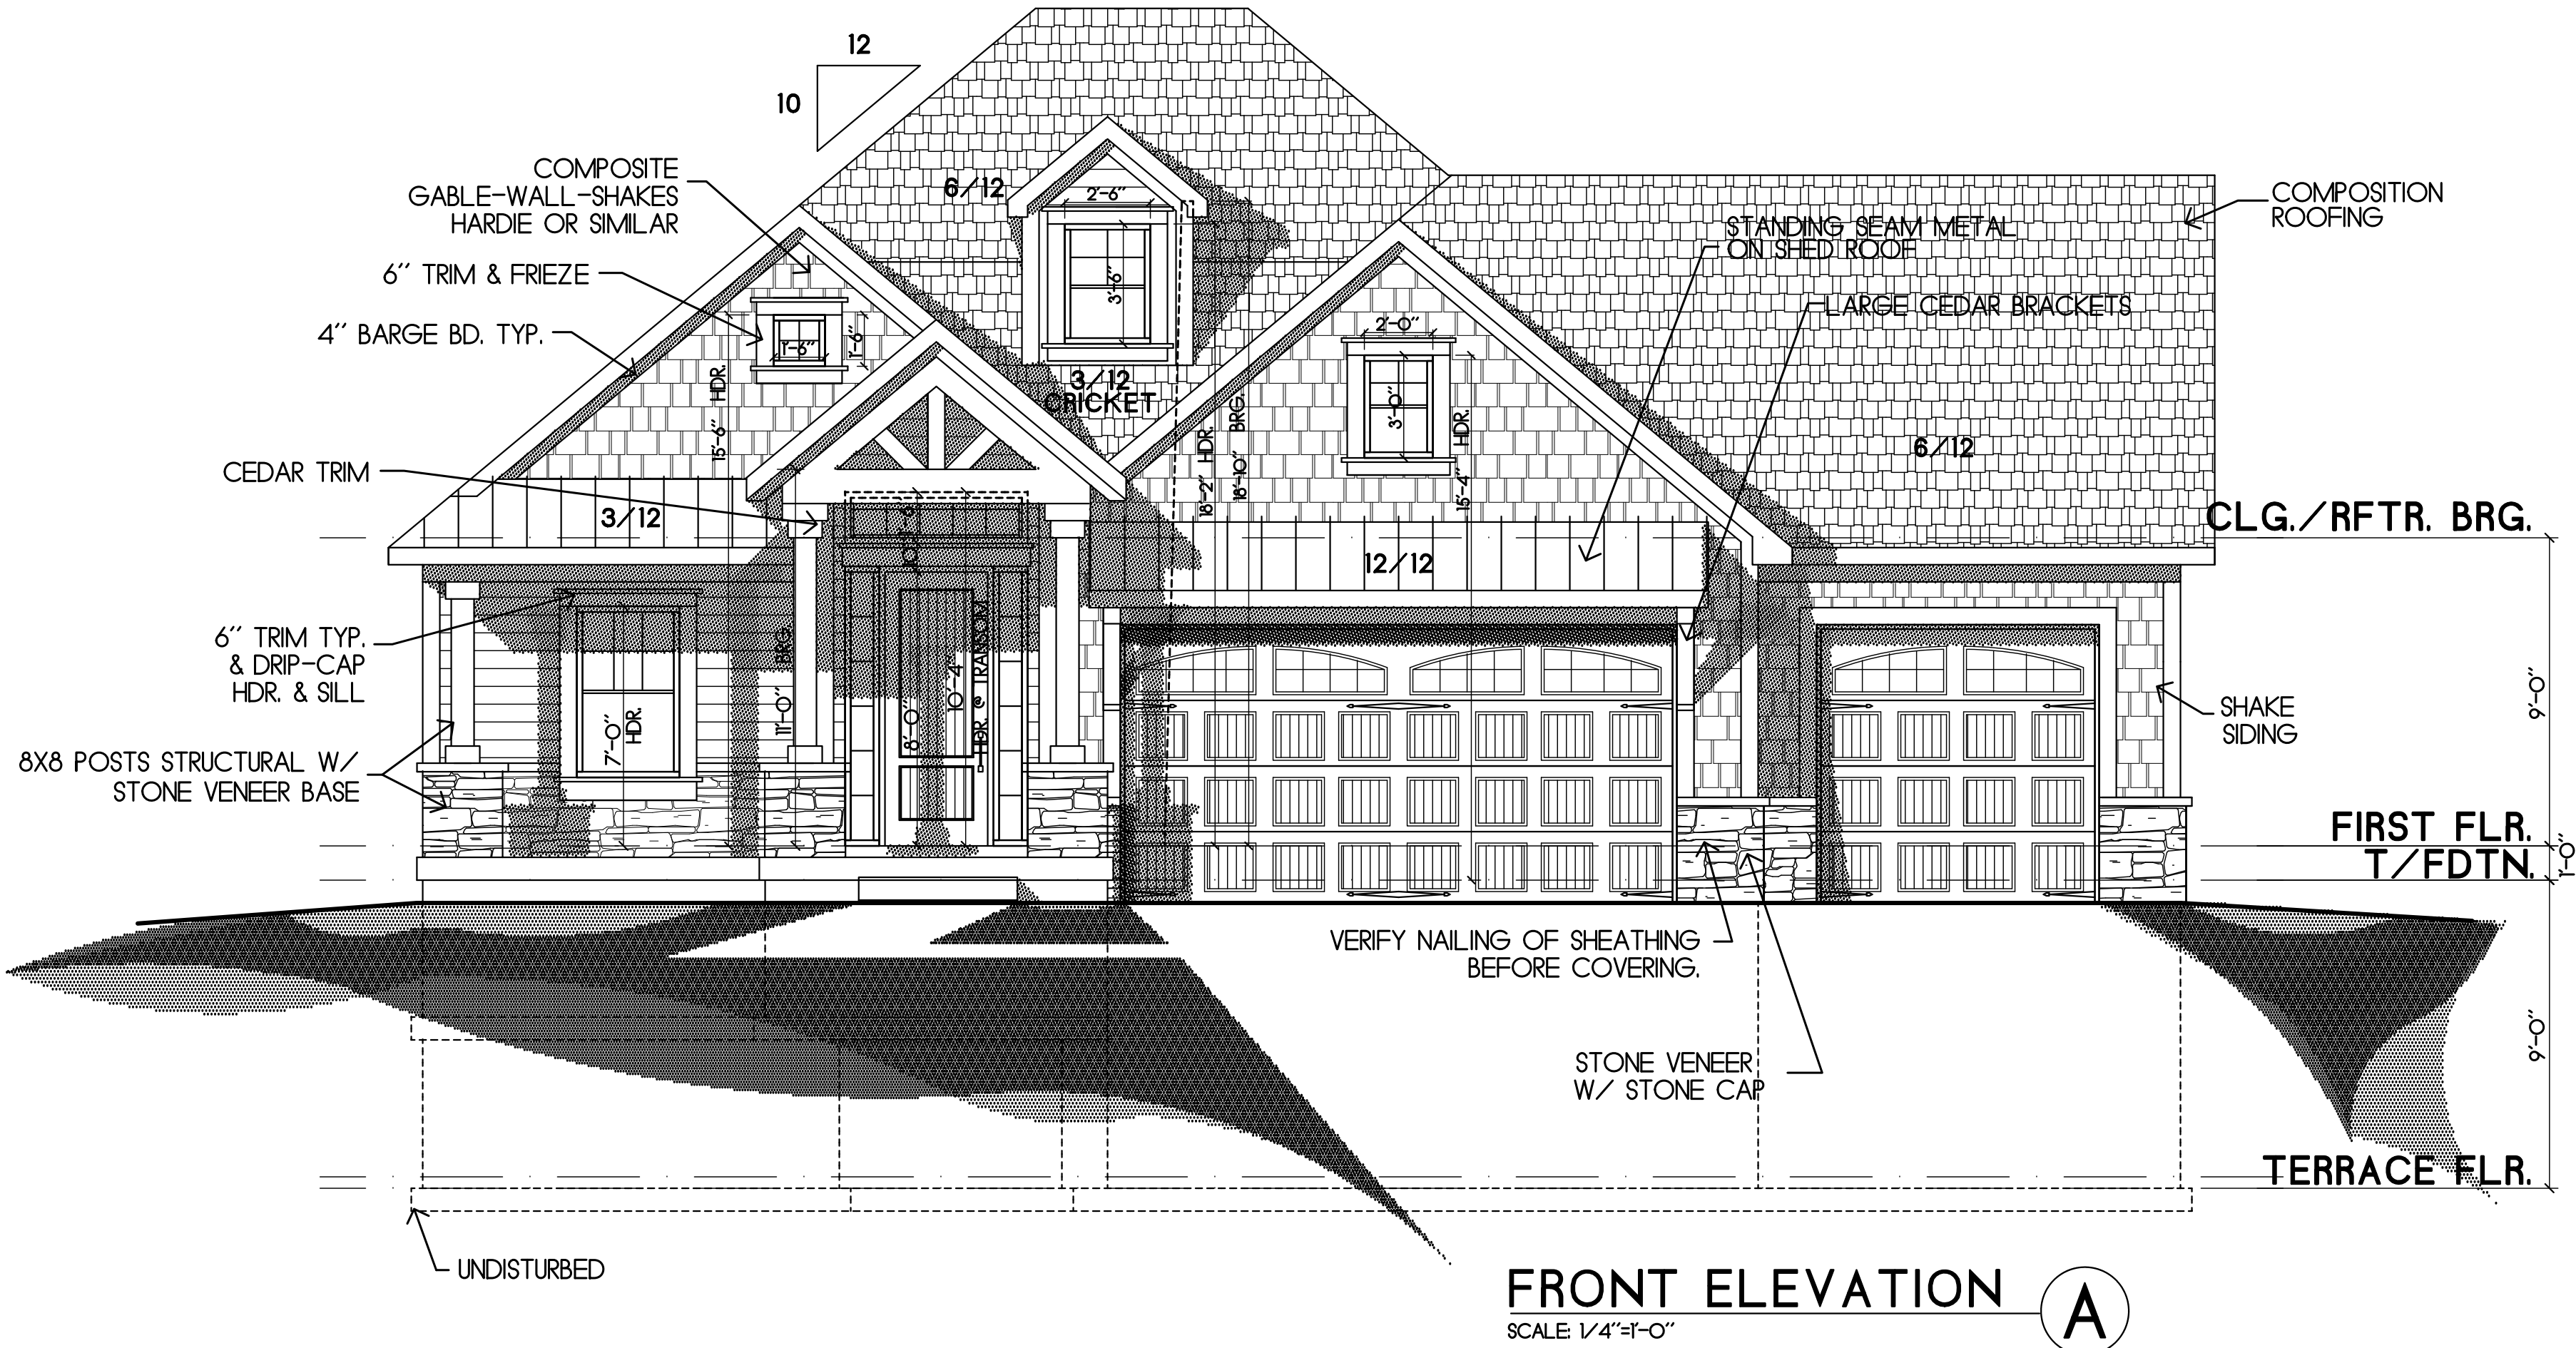 12
10
COMPOSITE
GABLE-WALL-SHAKES
HARDIE OR SIMILAR
6'' TRIM & FRIEZE
4'' BARGE BD. TYP.
CEDAR TRIM
6'' TRIM TYP.
& DRIP-CAP
HDR. & SILL
8X8 POSTS STRUCTURAL W/
STONE VENEER BASE
6/12
2'-6"
3'-6"
1'-6"
1'-6"
15'-6" HDR.
3/12
CRICKET
3/12
10'-1'-6"
11'-0" BRG.
7'-0"
HDR.
8'-0"
10'-4"
HDR. @ TRANSOM
18'-2" HDR.
18'-10" BRG.
2'-0"
3'-0"
15'-4" HDR.
12/12
STANDING SEAM METAL
ON SHED ROOF
LARGE CEDAR BRACKETS
COMPOSITION
ROOFING
6/12
CLG./RFTR. BRG.
9'-0"
SHAKE
SIDING
FIRST FLR.
T/FDTN.
1'-0"
VERIFY NAILING OF SHEATHING
BEFORE COVERING.
STONE VENEER
W/ STONE CAP
9'-0"
TERRACE FLR.
UNDISTURBED
FRONT ELEVATION
A
SCALE: 1/4''=1'-0''